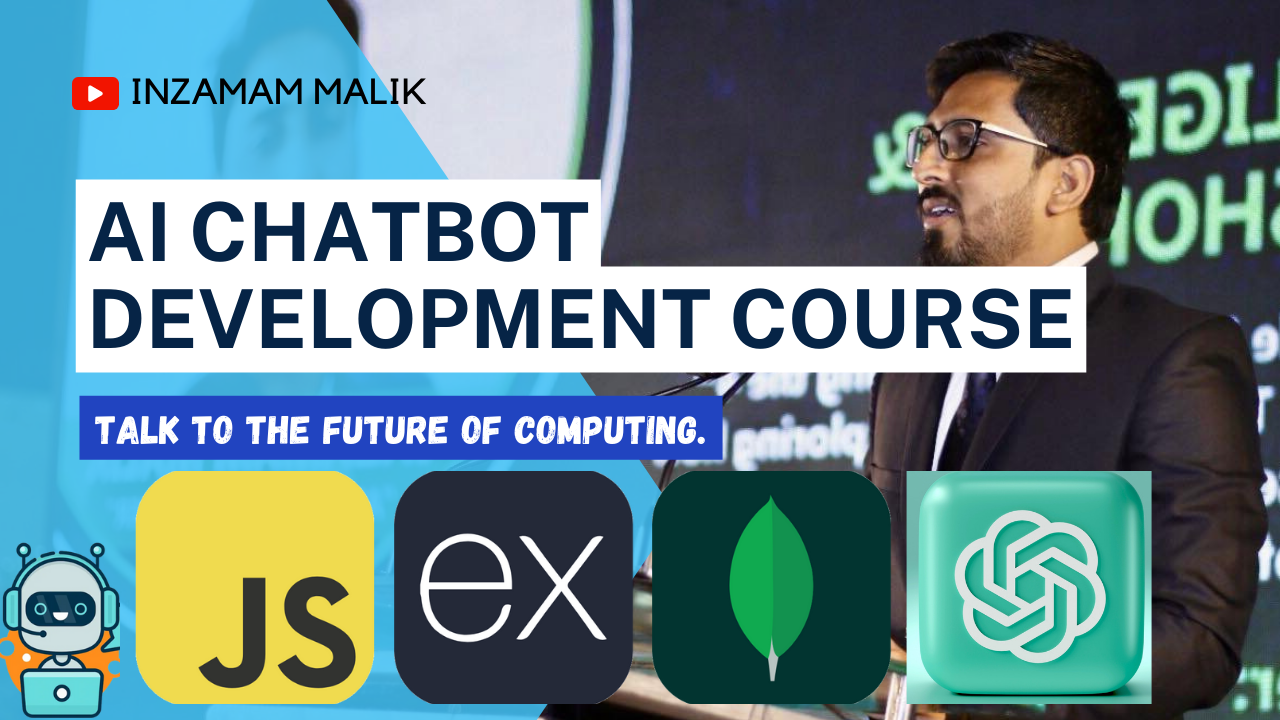 INZAMAM MALIK
AI CHATBOT
DEVELOPMENT COURSE
TALK TO THE FUTURE OF COMPUTING.
JS
ex